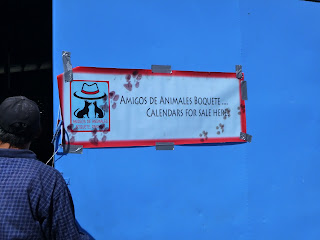 AMIGOS DE ANIMALES BOQUETE....
CALENDARS FOR SALE HERE